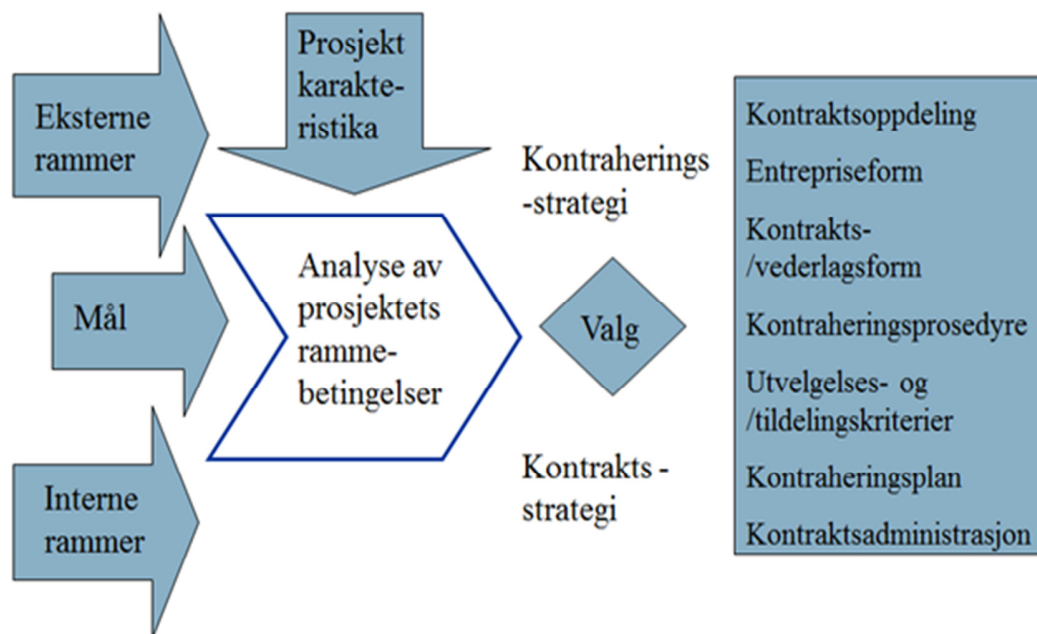 Prosjekt
karakte-
ristika
Eksterne
rammer
Mål
Interne
rammer
Analyse av
prosjektets
ramme-
betingelser
Kontraherings
-strategi
Valg
Kontrakts -
strategi
Kontraktsoppdeling
Entrepriseform
Kontrakts-
/vederlagsform
Kontraheringsprosedyre
Utvelgelses- og
/tildelingskriterier
Kontraheringsplan
Kontraktsadministrasjon